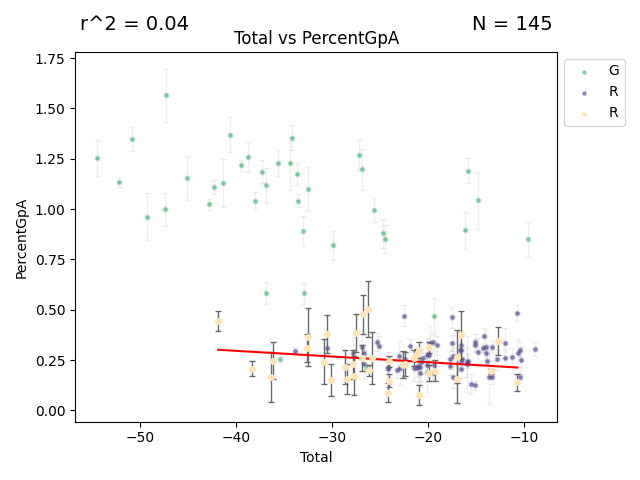 r^2 = 0.04
N = 145
Total vs PercentGpA
1.75
1.50
1.25
1.00
0.75
0.50
0.25
0.00
PercentGpA
−50
−40
−30
−20
−10
Total
G
R
R